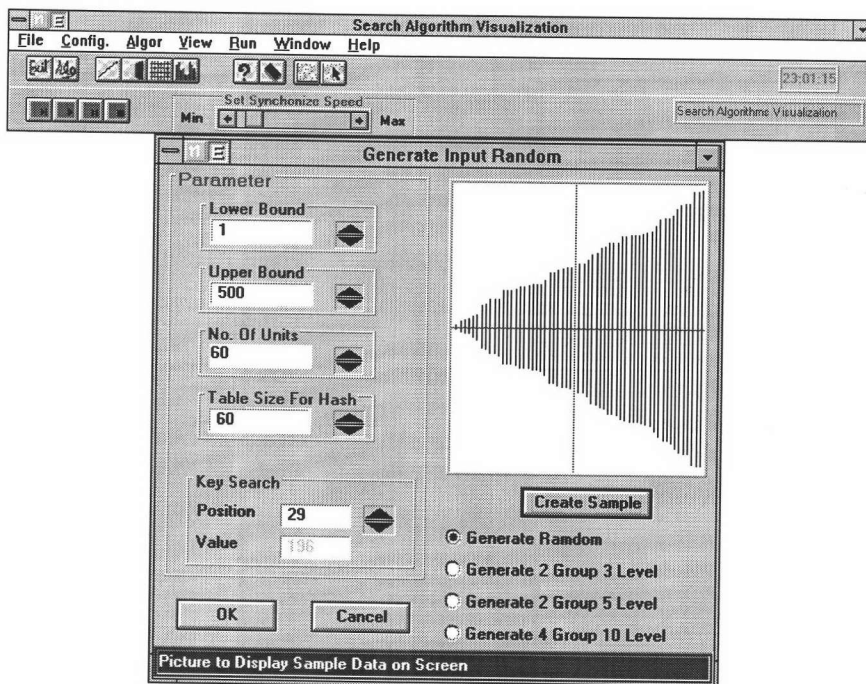 Search Algorithm Visualization
File Config. Algor View Run Window Help
Exit Algo
?
23:01:15
Set Synchonize Speed
Min Max
Search Algorithms Visualization
Generate Input Random
Parameter
Lower Bound
1
Upper Bound
500
No. Of Units
60
Table Size For Hash
60
Key Search
Position 29
Value 196
OK Cancel
Create Sample
Generate Ramdom
Generate 2 Group 3 Level
Generate 2 Group 5 Level
Generate 4 Group 10 Level
Picture to Display Sample Data on Screen